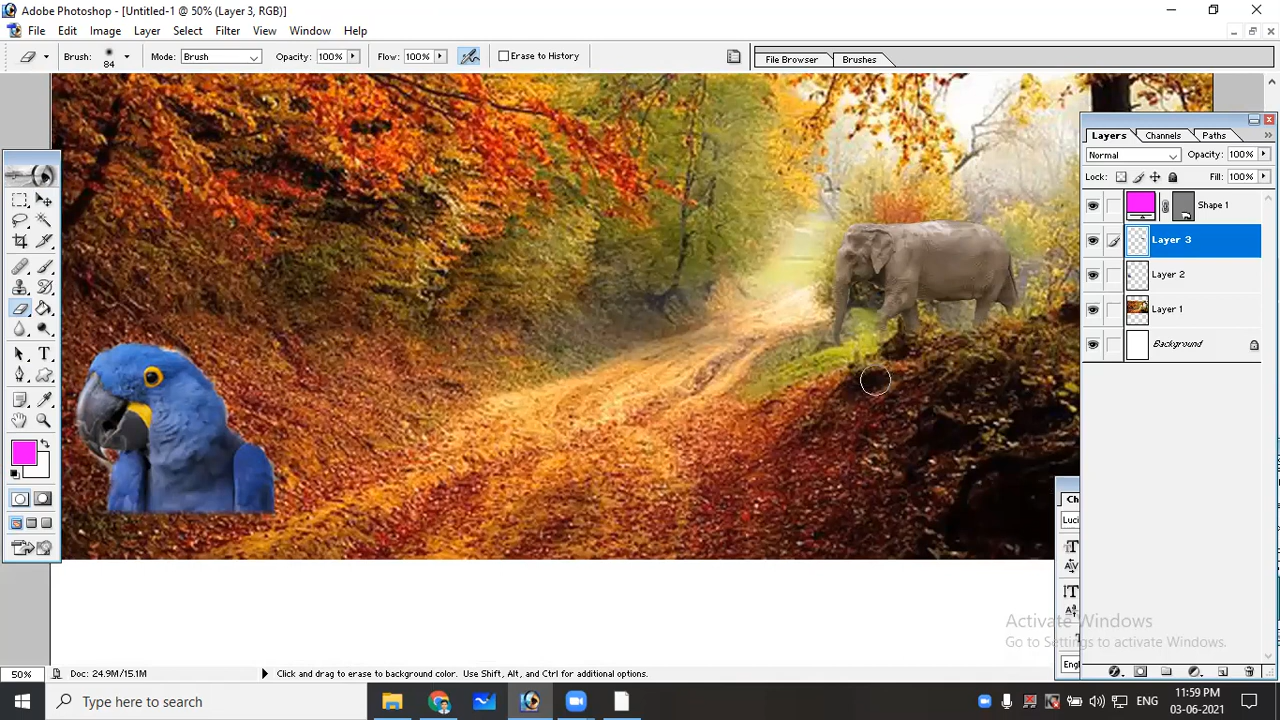 Adobe Photoshop - [Untitled-1 @ 50% (Layer 3, RGB)]
File Edit Image Layer Select Filter View Window Help
Brush: 84 Mode: Brush Opacity: 100% Flow: 100% Erase to History File Browser Brushes
Layers Channels Paths
Normal Opacity: 100%
Lock: Fill: 100%
Shape 1
Layer 3
Layer 2
Layer 1
Background
Ch
Luci
Engl
Activate Windows
Go to Settings to activate Windows.
50% Doc: 24.9M/15.1M Click and drag to erase to background color. Use Shift, Alt, and Ctrl for additional options.
Type here to search
ENG
11:59 PM
03-06-2021